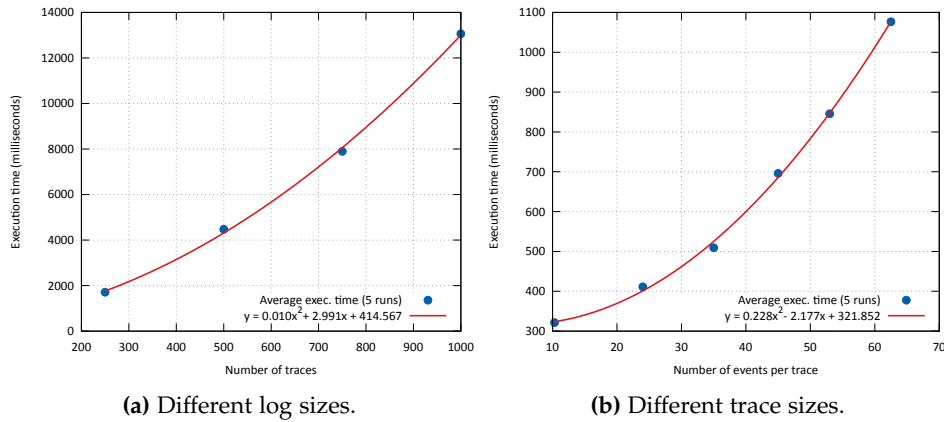 14000
12000
10000
8000
6000
4000
2000
0
Execution time (milliseconds)
200 300 400 500 600 700 800 900 1000
Number of traces
Average exec. time (5 runs)
y = 0.010x² + 2.991x + 414.567
(a) Different log sizes.
1100
1000
900
800
700
600
500
400
300
Execution time (milliseconds)
10 20 30 40 50 60 70
Number of events per trace
Average exec. time (5 runs)
y = 0.228x² - 2.177x + 321.852
(b) Different trace sizes.